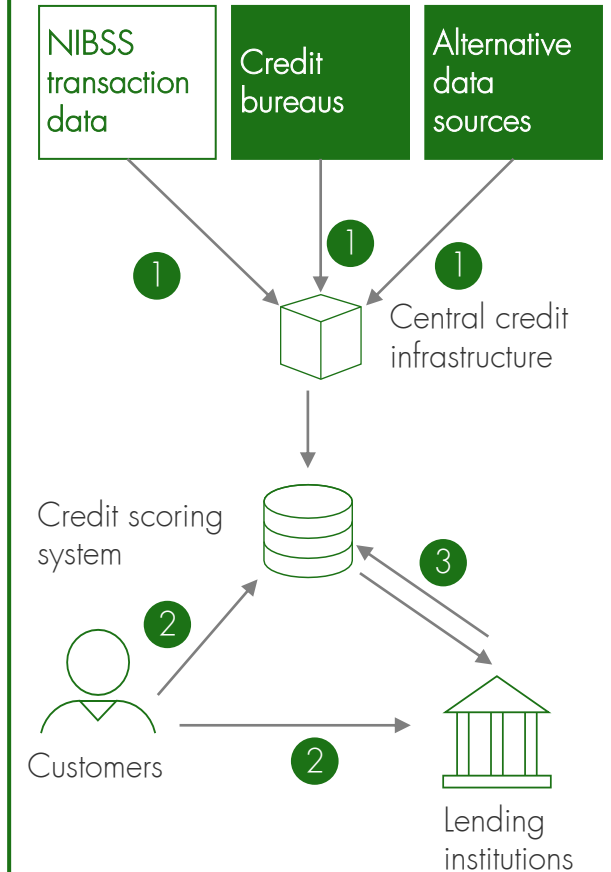 NIBSS
transaction
data
Credit
bureaus
Alternative
data
sources
1
1
1
Central credit
infrastructure
Credit scoring
system
3
2
Customers
2
Lending
institutions